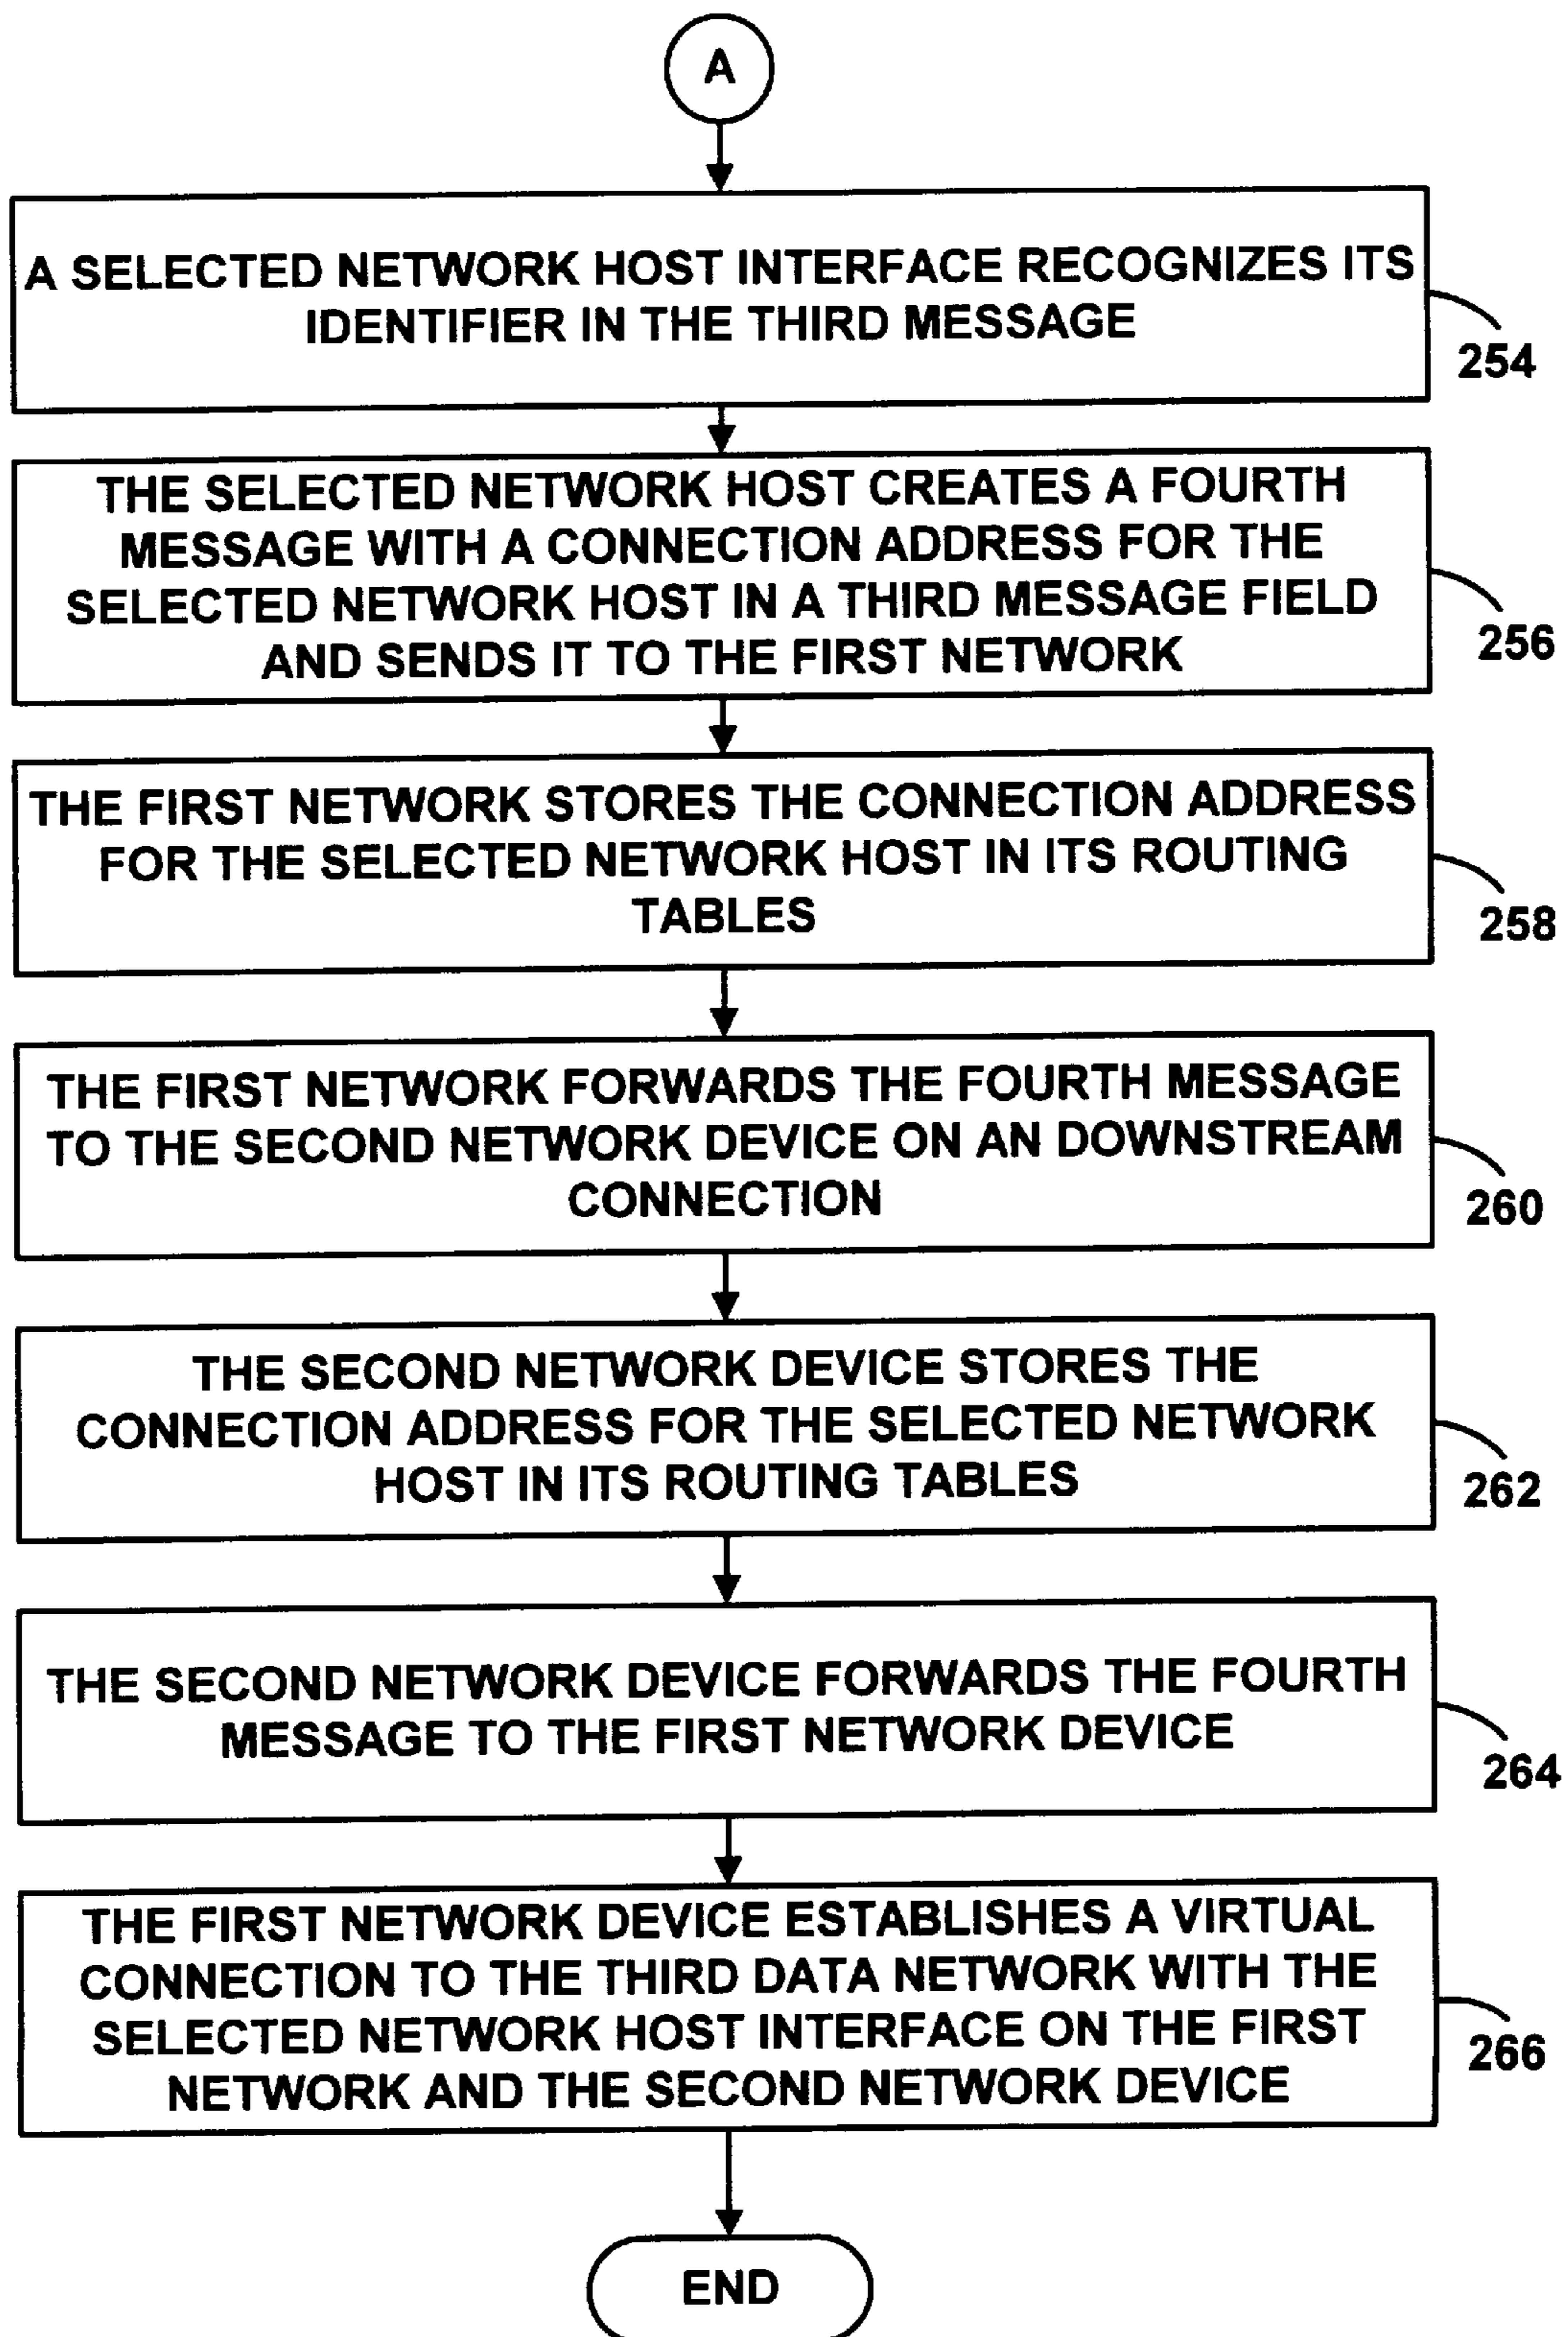 A
A SELECTED NETWORK HOST INTERFACE RECOGNIZES ITS
IDENTIFIER IN THE THIRD MESSAGE
254
THE SELECTED NETWORK HOST CREATES A FOURTH
MESSAGE WITH A CONNECTION ADDRESS FOR THE
SELECTED NETWORK HOST IN A THIRD MESSAGE FIELD
AND SENDS IT TO THE FIRST NETWORK
256
THE FIRST NETWORK STORES THE CONNECTION ADDRESS
FOR THE SELECTED NETWORK HOST IN ITS ROUTING
TABLES
258
THE FIRST NETWORK FORWARDS THE FOURTH MESSAGE
TO THE SECOND NETWORK DEVICE ON AN DOWNSTREAM
CONNECTION
260
THE SECOND NETWORK DEVICE STORES THE
CONNECTION ADDRESS FOR THE SELECTED NETWORK
HOST IN ITS ROUTING TABLES
262
THE SECOND NETWORK DEVICE FORWARDS THE FOURTH
MESSAGE TO THE FIRST NETWORK DEVICE
264
THE FIRST NETWORK DEVICE ESTABLISHES A VIRTUAL
CONNECTION TO THE THIRD DATA NETWORK WITH THE
SELECTED NETWORK HOST INTERFACE ON THE FIRST
NETWORK AND THE SECOND NETWORK DEVICE
266
END